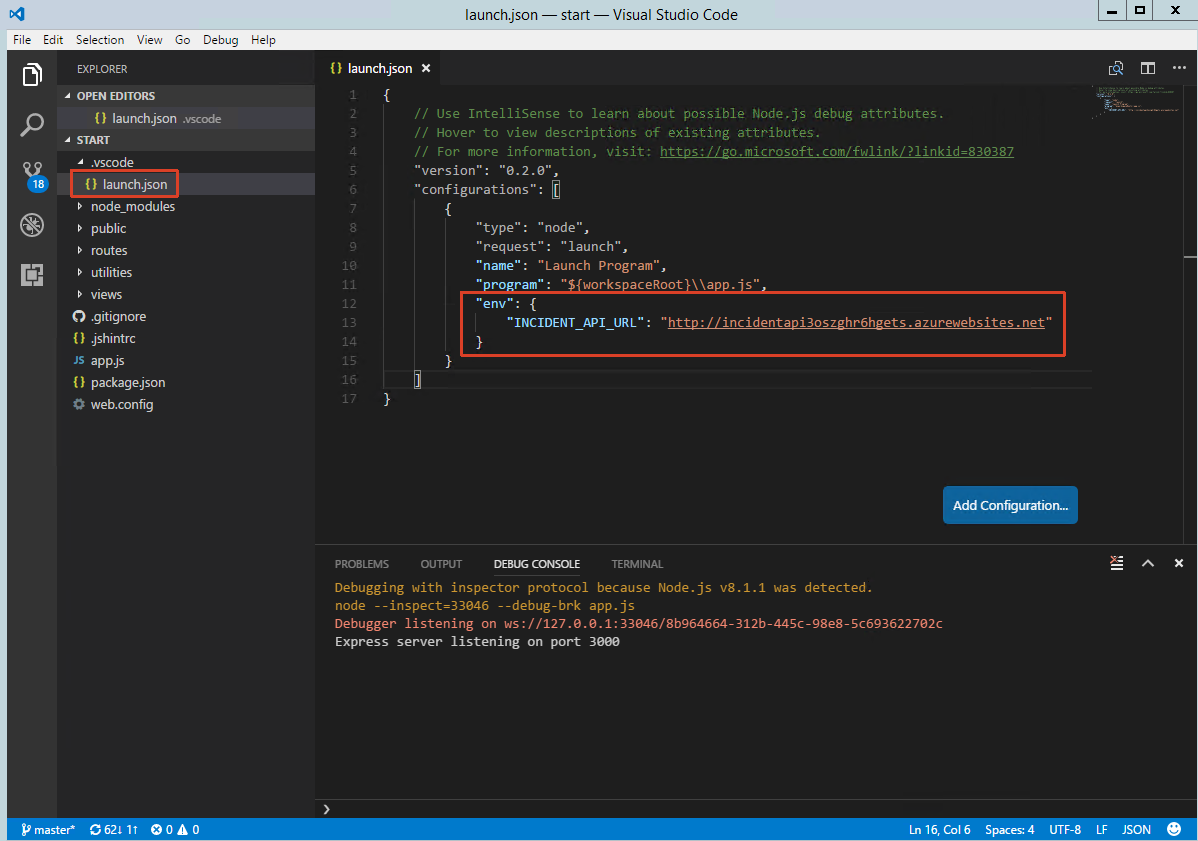 launch.json — start — Visual Studio Code
File Edit Selection View Go Debug Help
EXPLORER
OPEN EDITORS
{} launch.json .vscode
START
.vscode
{} launch.json
node_modules
public
routes
utilities
views
.gitignore
{} .jshintrc
JS app.js
{} package.json
web.config
18
{} launch.json
1 {
2 // Use IntelliSense to learn about possible Node.js debug attributes.
3 // Hover to view descriptions of existing attributes.
4 // For more information, visit: https://go.microsoft.com/fwlink/?linkid=830387
5 "version": "0.2.0",
6 "configurations": [
7 {
8 "type": "node",
9 "request": "launch",
10 "name": "Launch Program",
11 "program": "${workspaceRoot}\\app.js",
12 "env": {
13 "INCIDENT_API_URL": "http://incidentapi3oszghr6hgets.azurewebsites.net"
14 }
15 }
16 ]
17 }
Add Configuration...
PROBLEMS OUTPUT DEBUG CONSOLE TERMINAL
Debugging with inspector protocol because Node.js v8.1.1 was detected.
node --inspect=33046 --debug-brk app.js
Debugger listening on ws://127.0.0.1:33046/8b964664-312b-445c-98e8-5c693622702c
Express server listening on port 3000
master* 62↓ 1↑ 0 0 Ln 16, Col 6 Spaces: 4 UTF-8 LF JSON